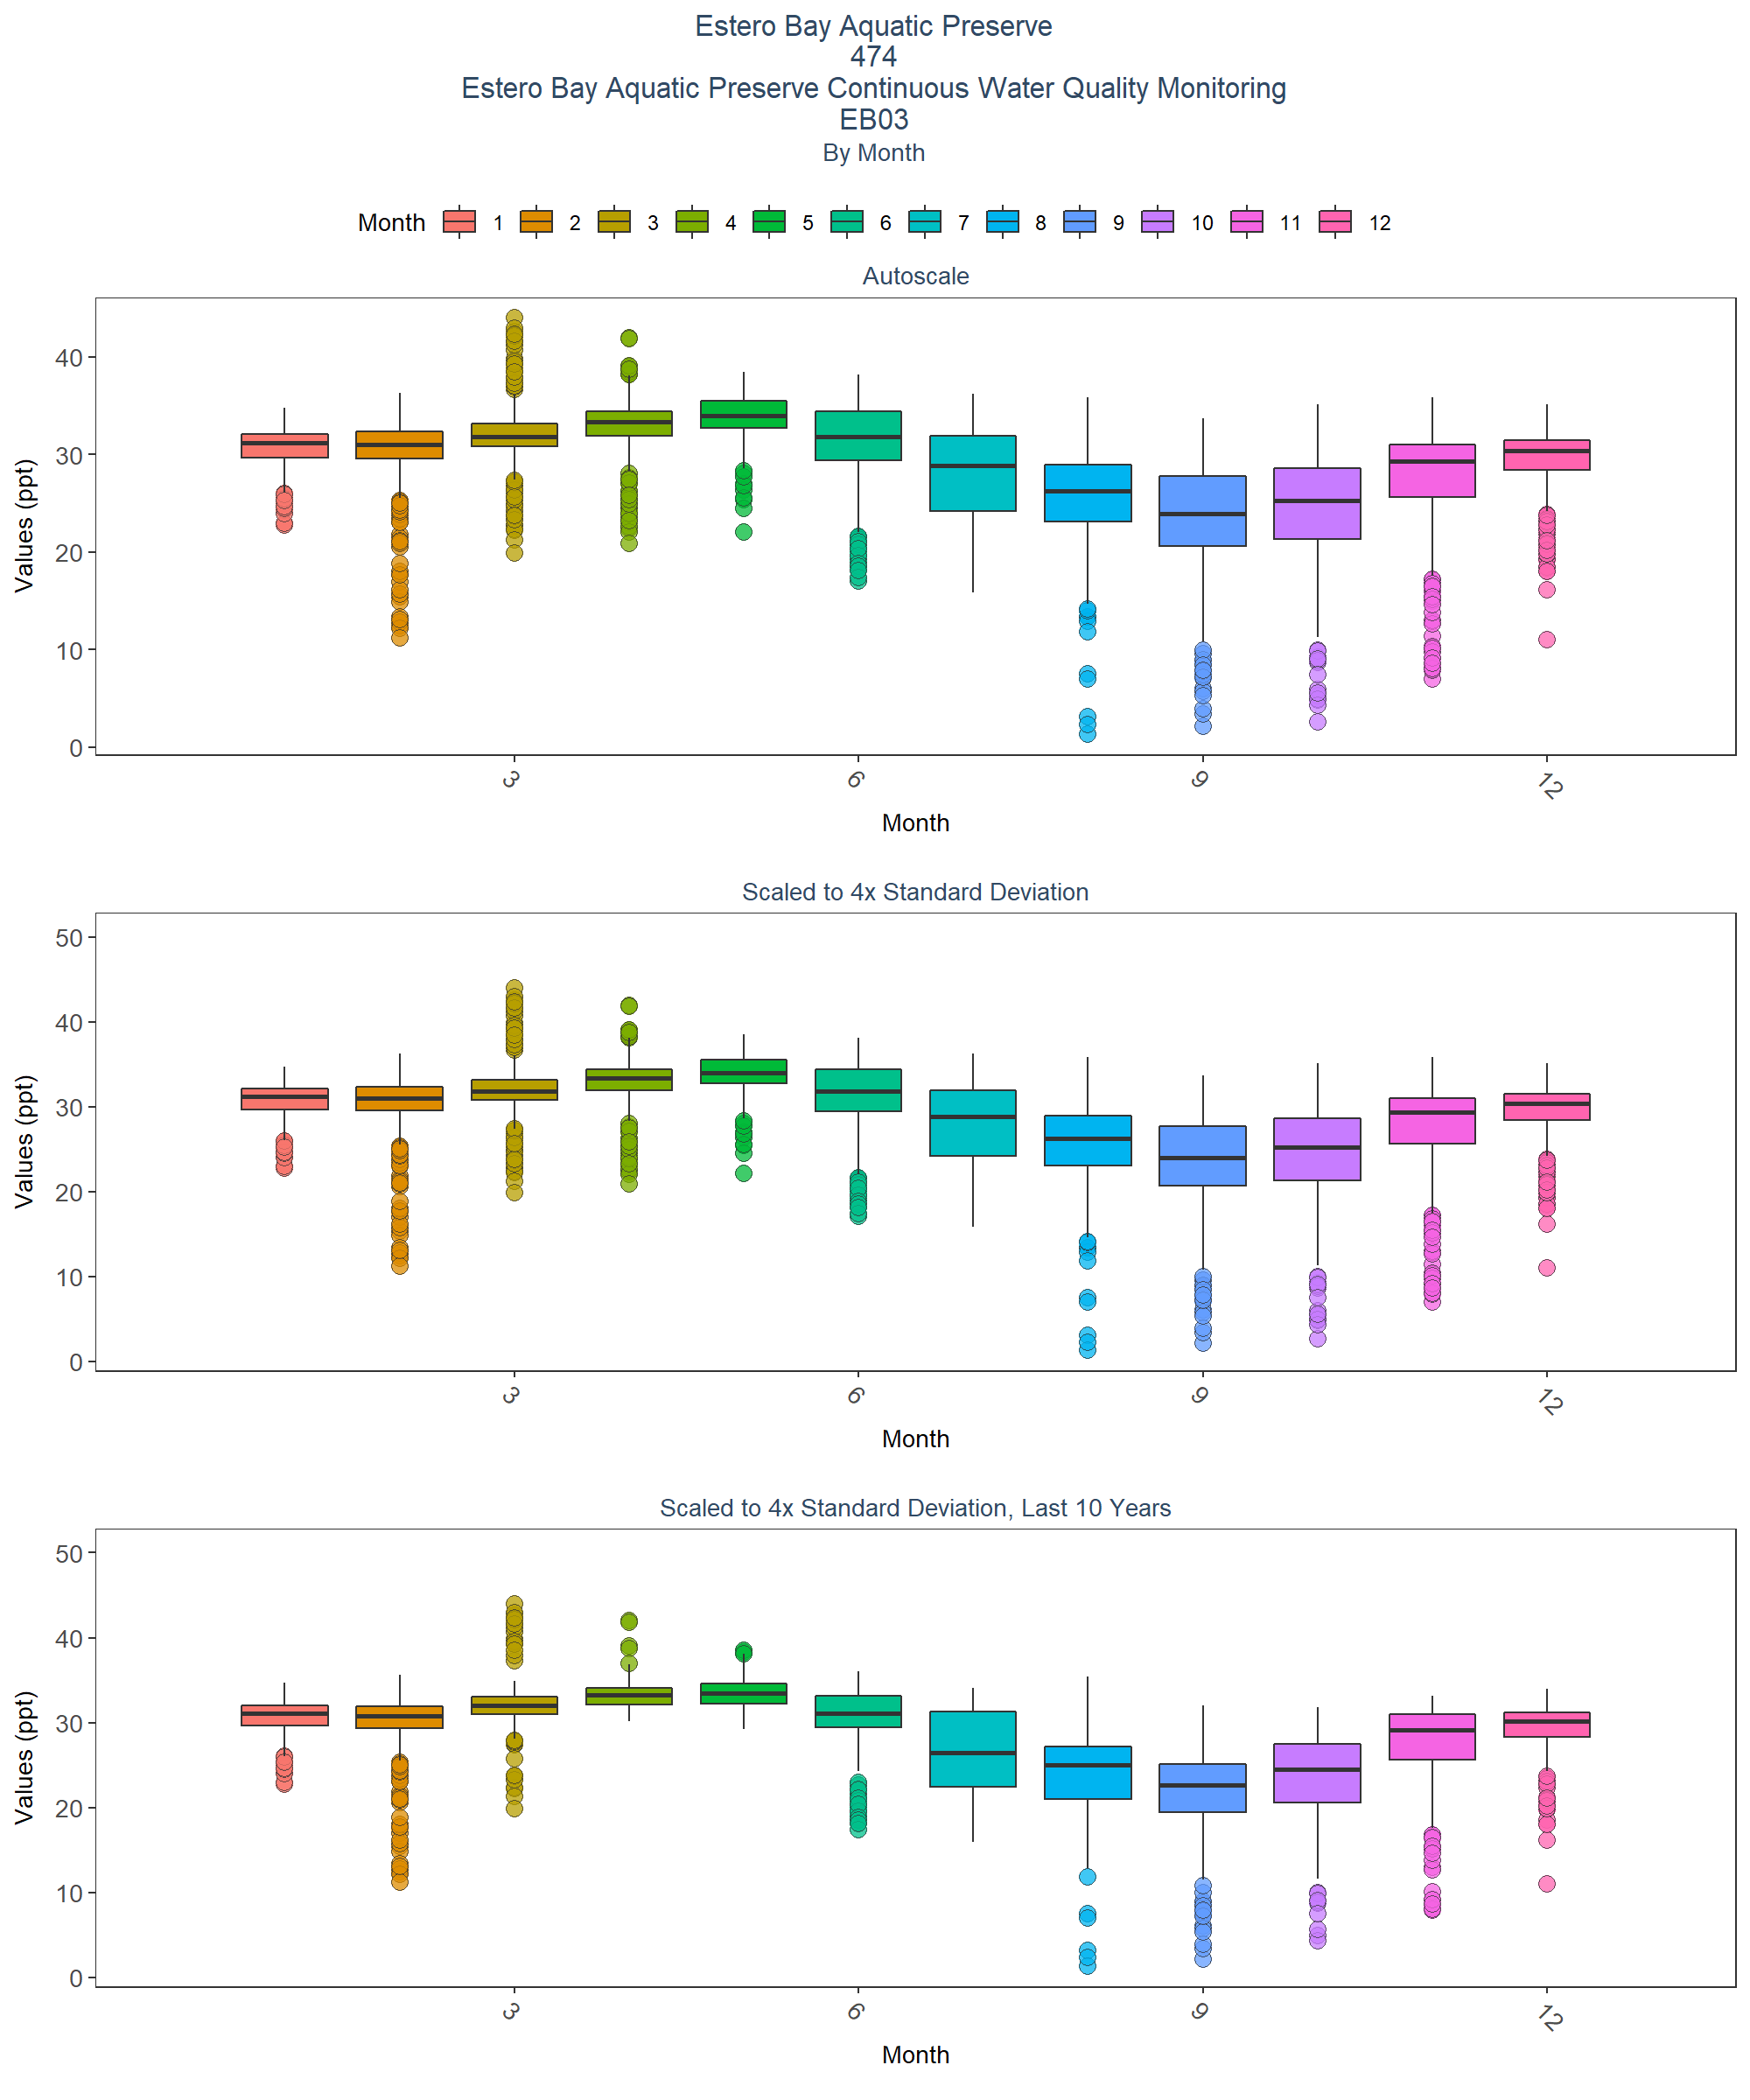 Estero Bay Aquatic Preserve
474
Estero Bay Aquatic Preserve Continuous Water Quality Monitoring
EB03
By Month
Month 1 2 3 4 5 6 7 8 9 10 11 12
Autoscale
Values (ppt)
40
30
20
10
0
3 6 9 12
Month
Scaled to 4x Standard Deviation
Values (ppt)
50
40
30
20
10
0
3 6 9 12
Month
Scaled to 4x Standard Deviation, Last 10 Years
Values (ppt)
50
40
30
20
10
0
3 6 9 12
Month